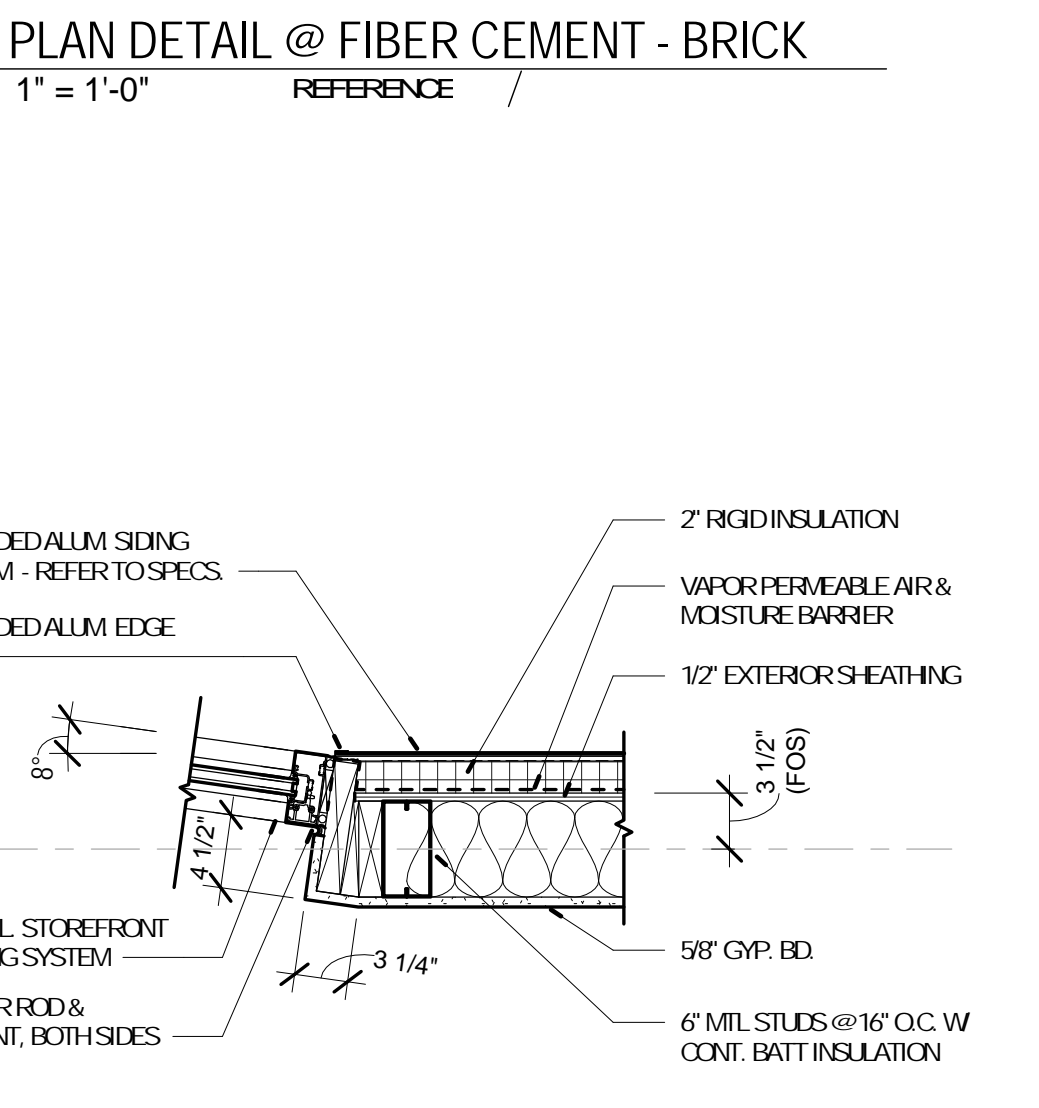 PLAN DETAIL @ FIBER CEMENT - BRICK
1" = 1'-0"
REFERENCE /
DED ALUM. SIDING
M - REFER TO SPECS.
DED ALUM. EDGE
2" RIGID INSULATION
VAPOR PERMEABLE AIR &
MOISTURE BARRIER
1/2" EXTERIOR SHEATHING
8°
3 1/2"
(FOS)
4 1/2"
3 1/4"
L STOREFRONT
G SYSTEM
R ROD &
NT, BOTH SIDES
5/8" GYP. BD.
6" MTL STUDS @ 16" O.C. W/
CONT. BATT INSULATION